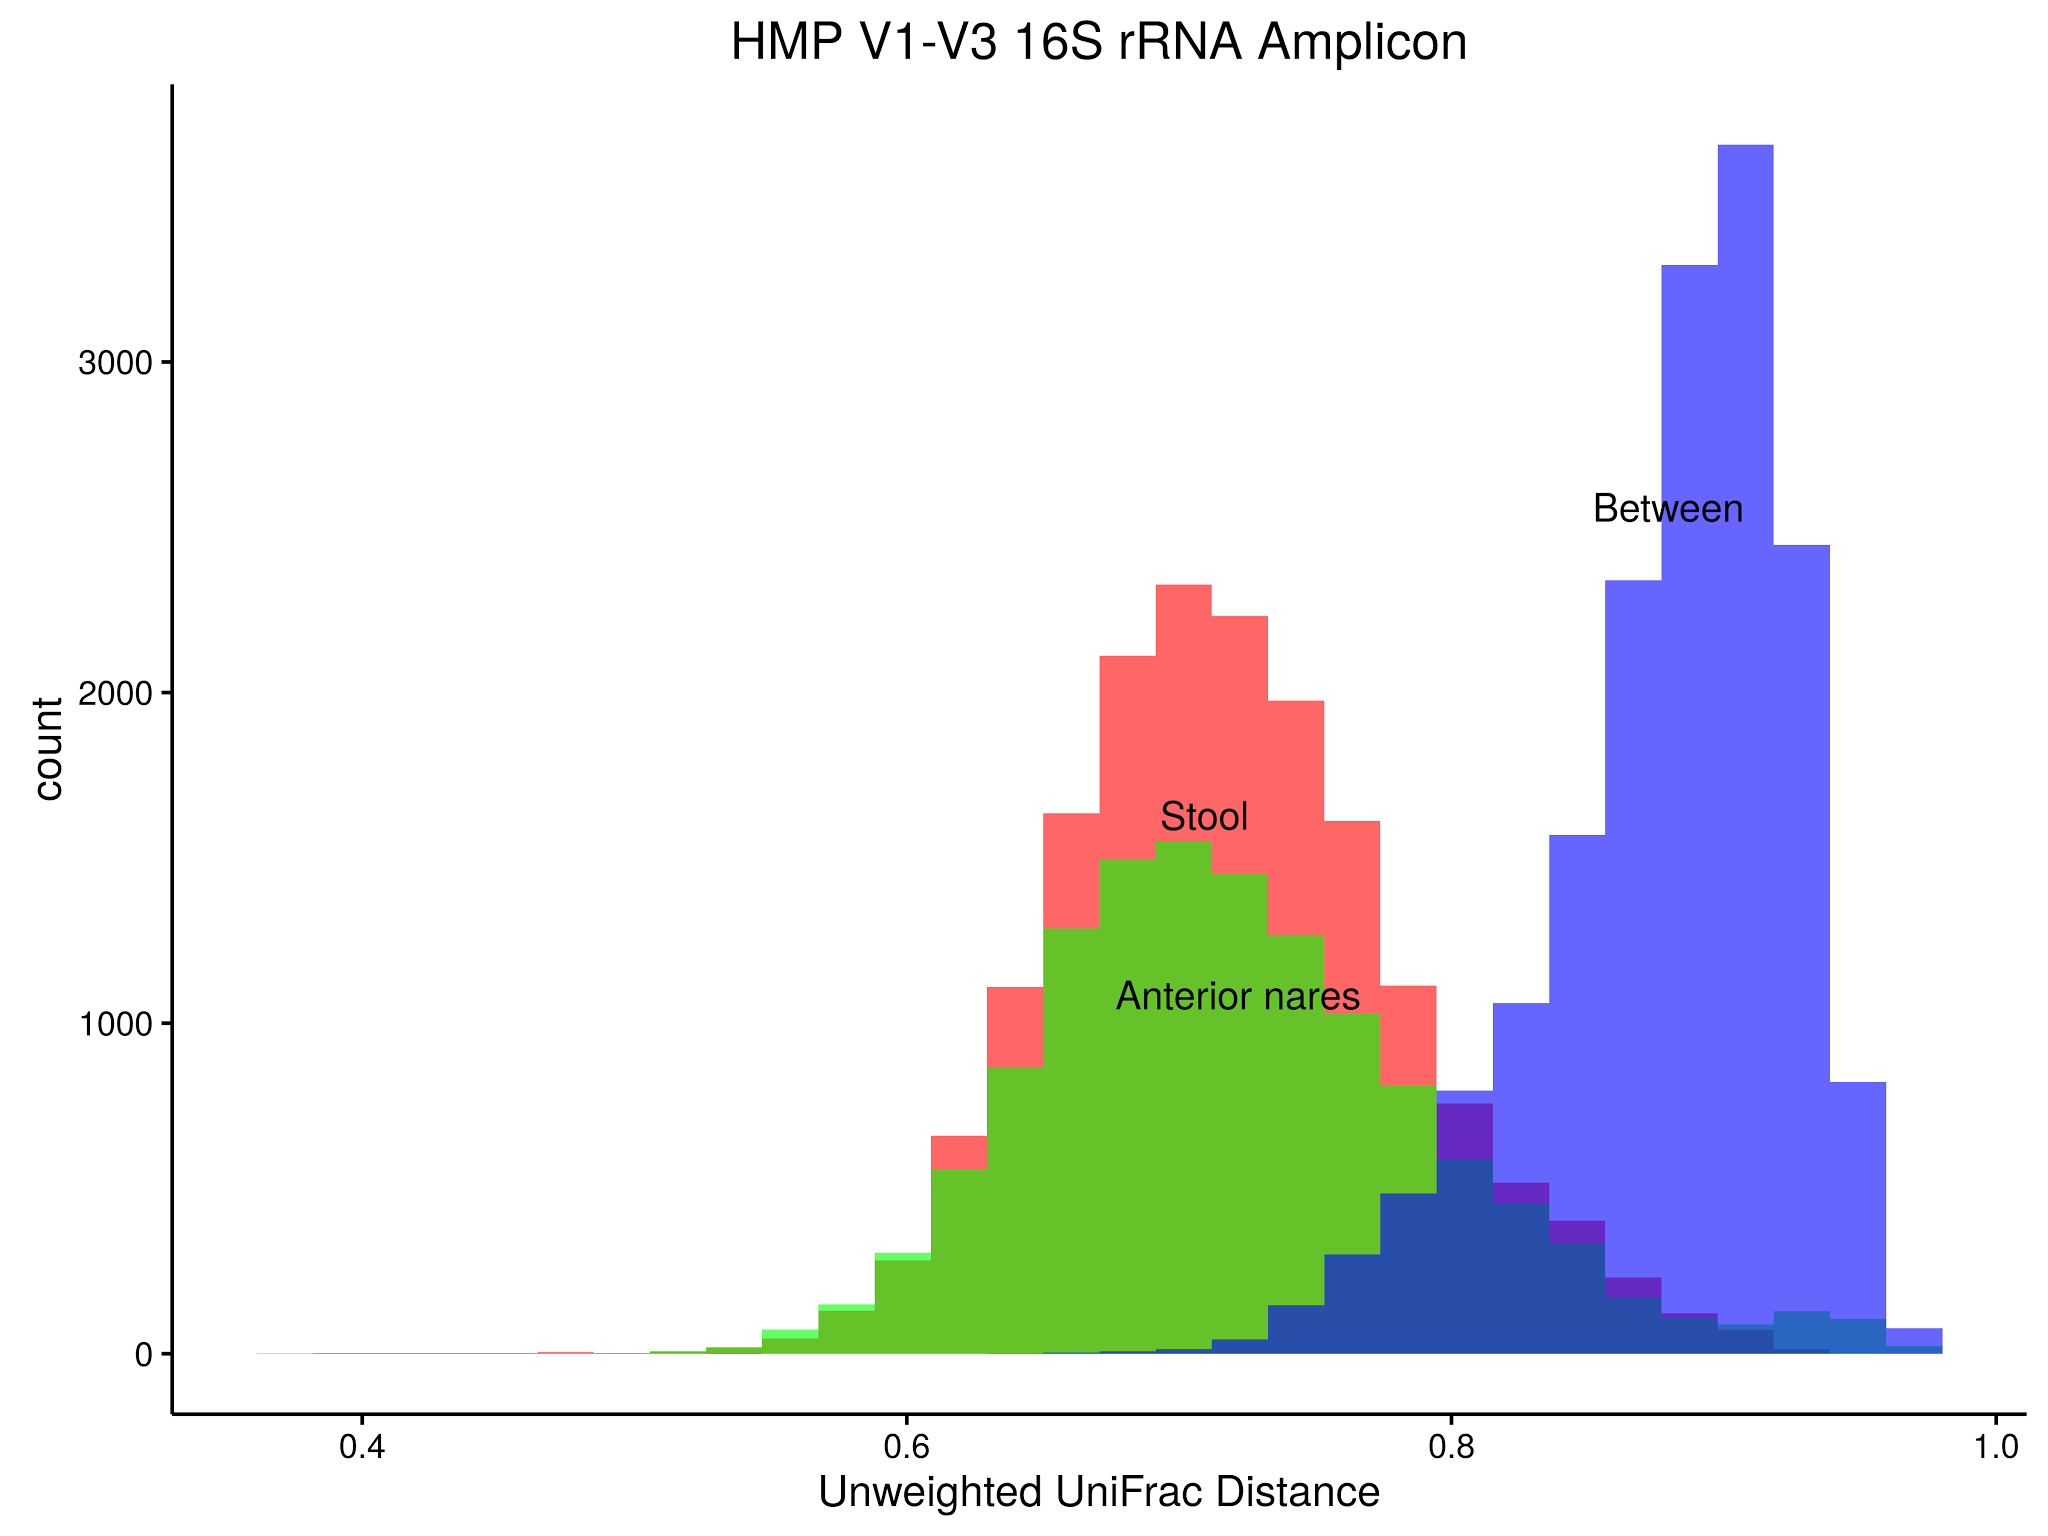 HMP V1-V3 16S rRNA Amplicon
3000
2000
1000
0
count
Between
Stool
Anterior nares
0.4
0.6
0.8
1.0
Unweighted UniFrac Distance